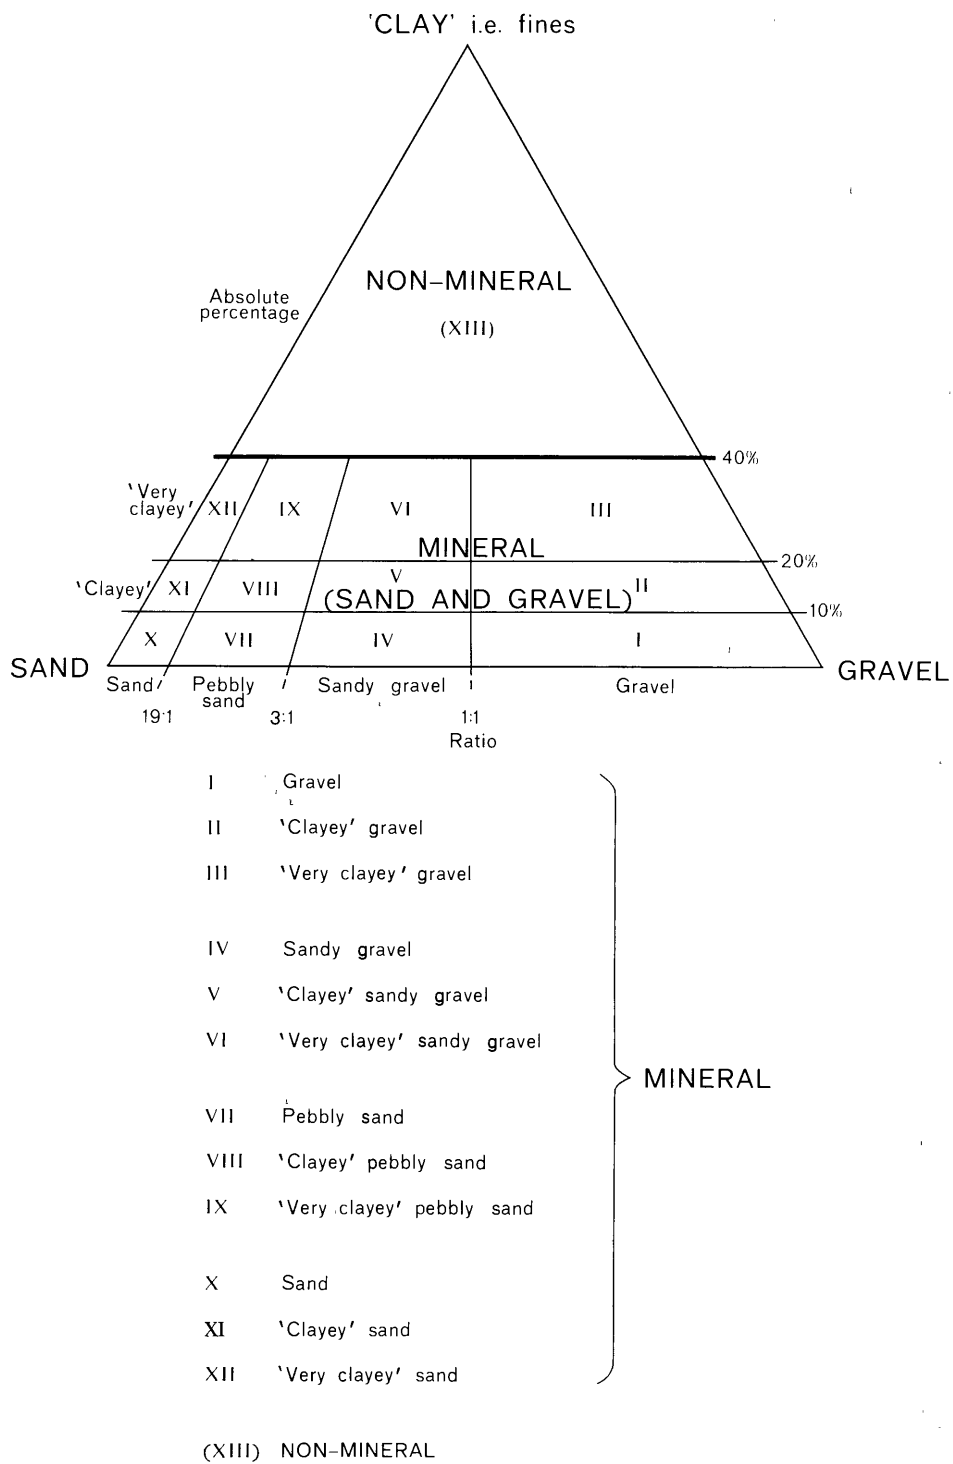 'CLAY' i.e. fines
NON–MINERAL
Absolute
percentage
(XIII)
40%
'Very
clayey'
XII
IX
VI
III
MINERAL
20%
'Clayey'
XI
VIII
V
II
(SAND AND GRAVEL)
10%
X
VII
IV
I
SAND
GRAVEL
Sand
Pebbly
sand
Sandy gravel
Gravel
19:1
3:1
1:1
Ratio
I Gravel
II 'Clayey' gravel
III 'Very clayey' gravel
IV Sandy gravel
V 'Clayey' sandy gravel
VI 'Very clayey' sandy gravel
MINERAL
VII Pebbly sand
VIII 'Clayey' pebbly sand
IX 'Very clayey' pebbly sand
X Sand
XI 'Clayey' sand
XII 'Very clayey' sand
(XIII) NON–MINERAL